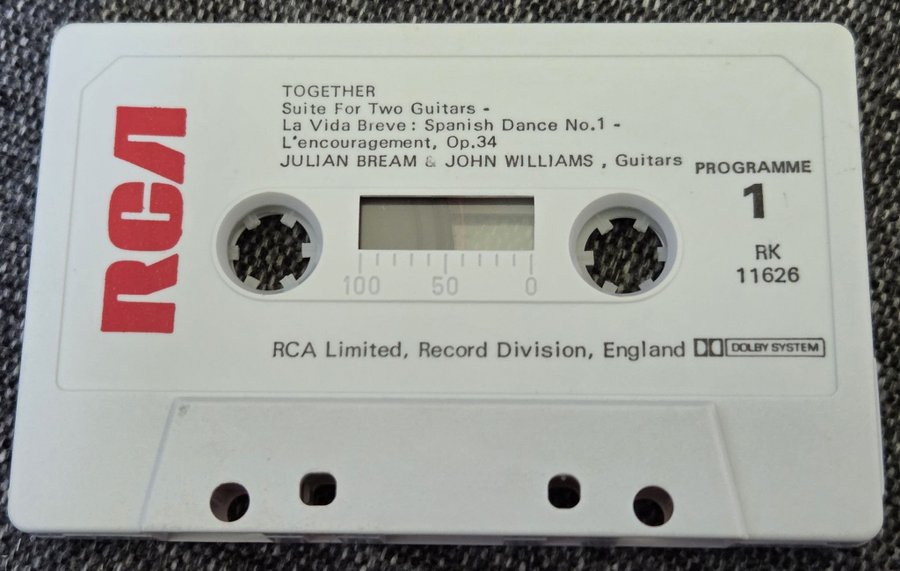 RCA
TOGETHER
Suite For Two Guitars -
La Vida Breve : Spanish Dance No.1 -
L'encouragement, Op.34
JULIAN BREAM & JOHN WILLIAMS , Guitars
PROGRAMME
1
RK
11626
100 50 0
RCA Limited, Record Division, England DOLBY SYSTEM